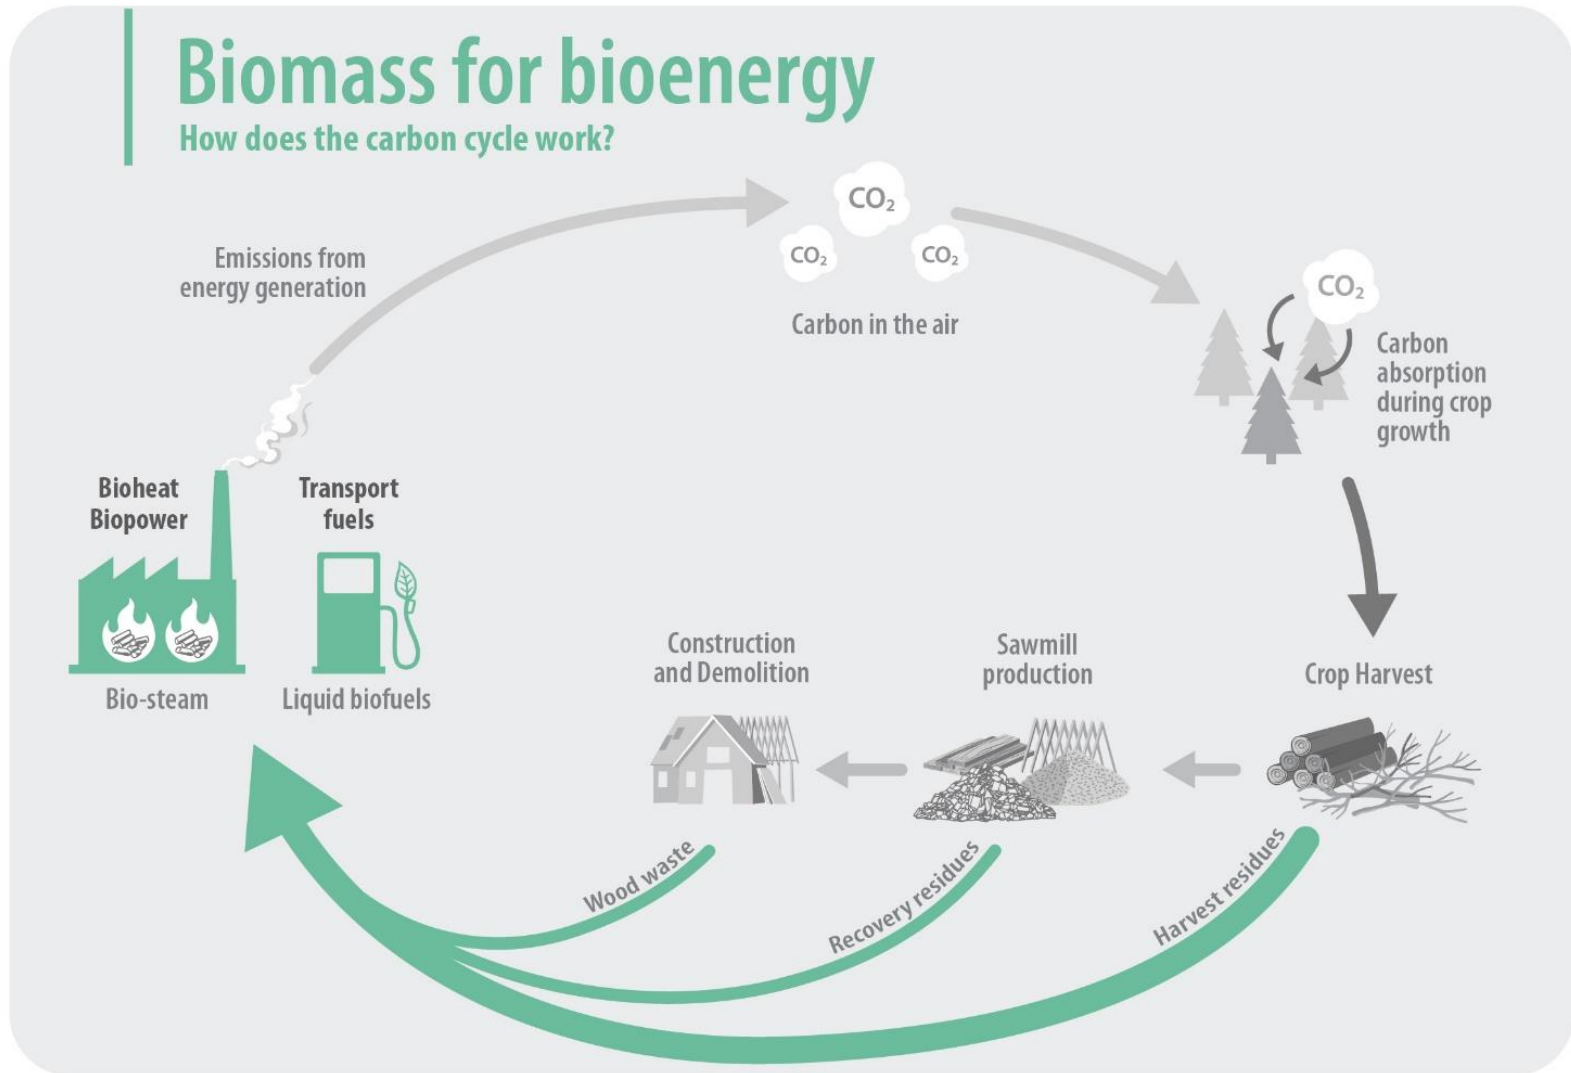 Biomass for bioenergy
How does the carbon cycle work?
CO₂
CO₂
CO₂
Carbon in the air
Emissions from
energy generation
CO₂
Carbon
absorption
during crop
growth
Bioheat
Biopower
Transport
fuels
Bio-steam
Liquid biofuels
Construction
and Demolition
Sawmill
production
Crop Harvest
Wood waste
Recovery residues
Harvest residues